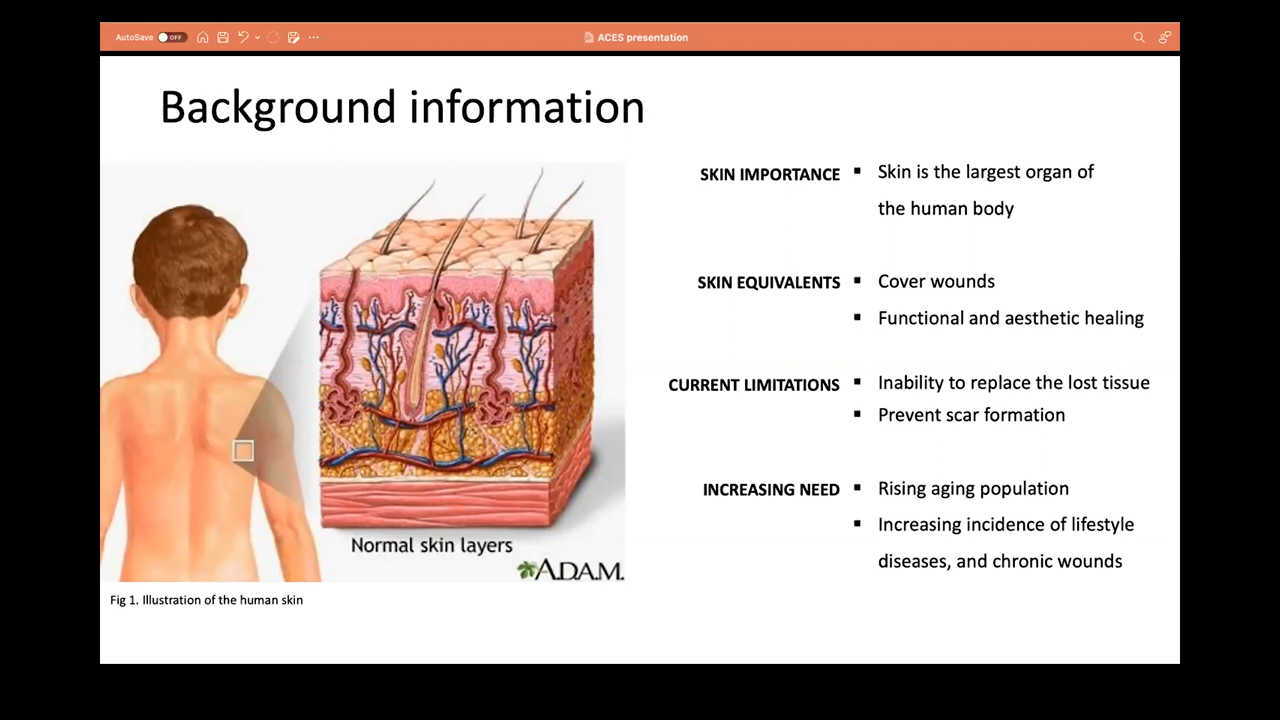 AutoSave OFF
ACES presentation
Background information
SKIN IMPORTANCE
▪ Skin is the largest organ of
the human body
SKIN EQUIVALENTS
▪ Cover wounds
▪ Functional and aesthetic healing
CURRENT LIMITATIONS
▪ Inability to replace the lost tissue
▪ Prevent scar formation
INCREASING NEED
▪ Rising aging population
▪ Increasing incidence of lifestyle
diseases, and chronic wounds
Normal skin layers
A.D.A.M.
Fig 1. Illustration of the human skin